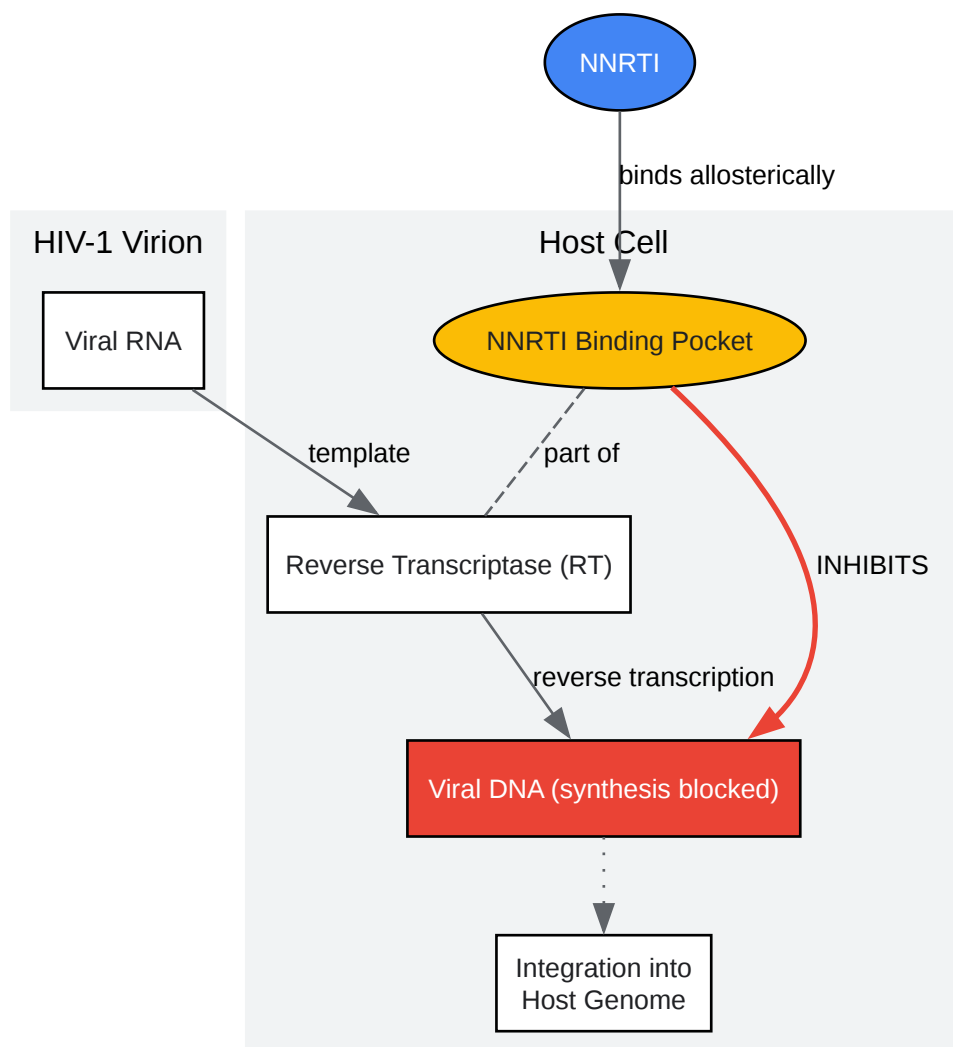 NNRTI
binds allosterically
HIV-1 Virion
Host Cell
Viral RNA
NNRTI Binding Pocket
template
part of
Reverse Transcriptase (RT)
INHIBITS
reverse transcription
Viral DNA (synthesis blocked)
Integration into
Host Genome